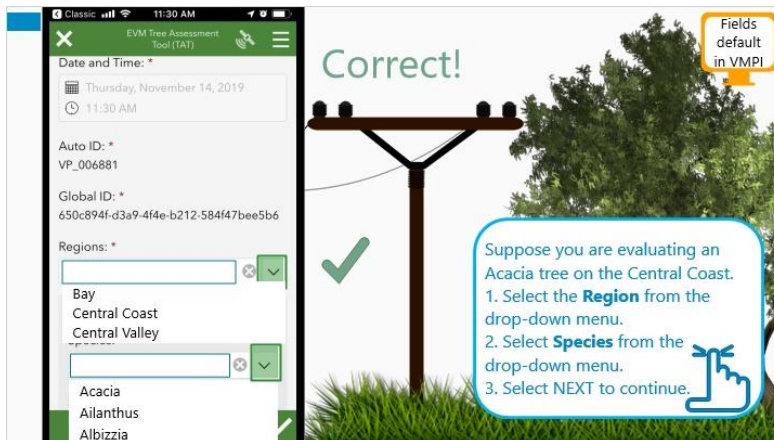 Classic 11:30 AM
EVM Tree Assessment
Tool (TAT)
Date and Time: *
Thursday, November 14, 2019
11:30 AM
Auto ID: *
VP_006881
Global ID: *
650c894f-d3a9-4f4e-b212-584f47bee5b6
Regions: *
Bay
Central Coast
Central Valley
Species:
Acacia
Ailanthus
Albizzia
Correct!
Fields
default
in VMPI
Suppose you are evaluating an
Acacia tree on the Central Coast.
1. Select the Region from the
drop-down menu.
2. Select Species from the
drop-down menu.
3. Select NEXT to continue.